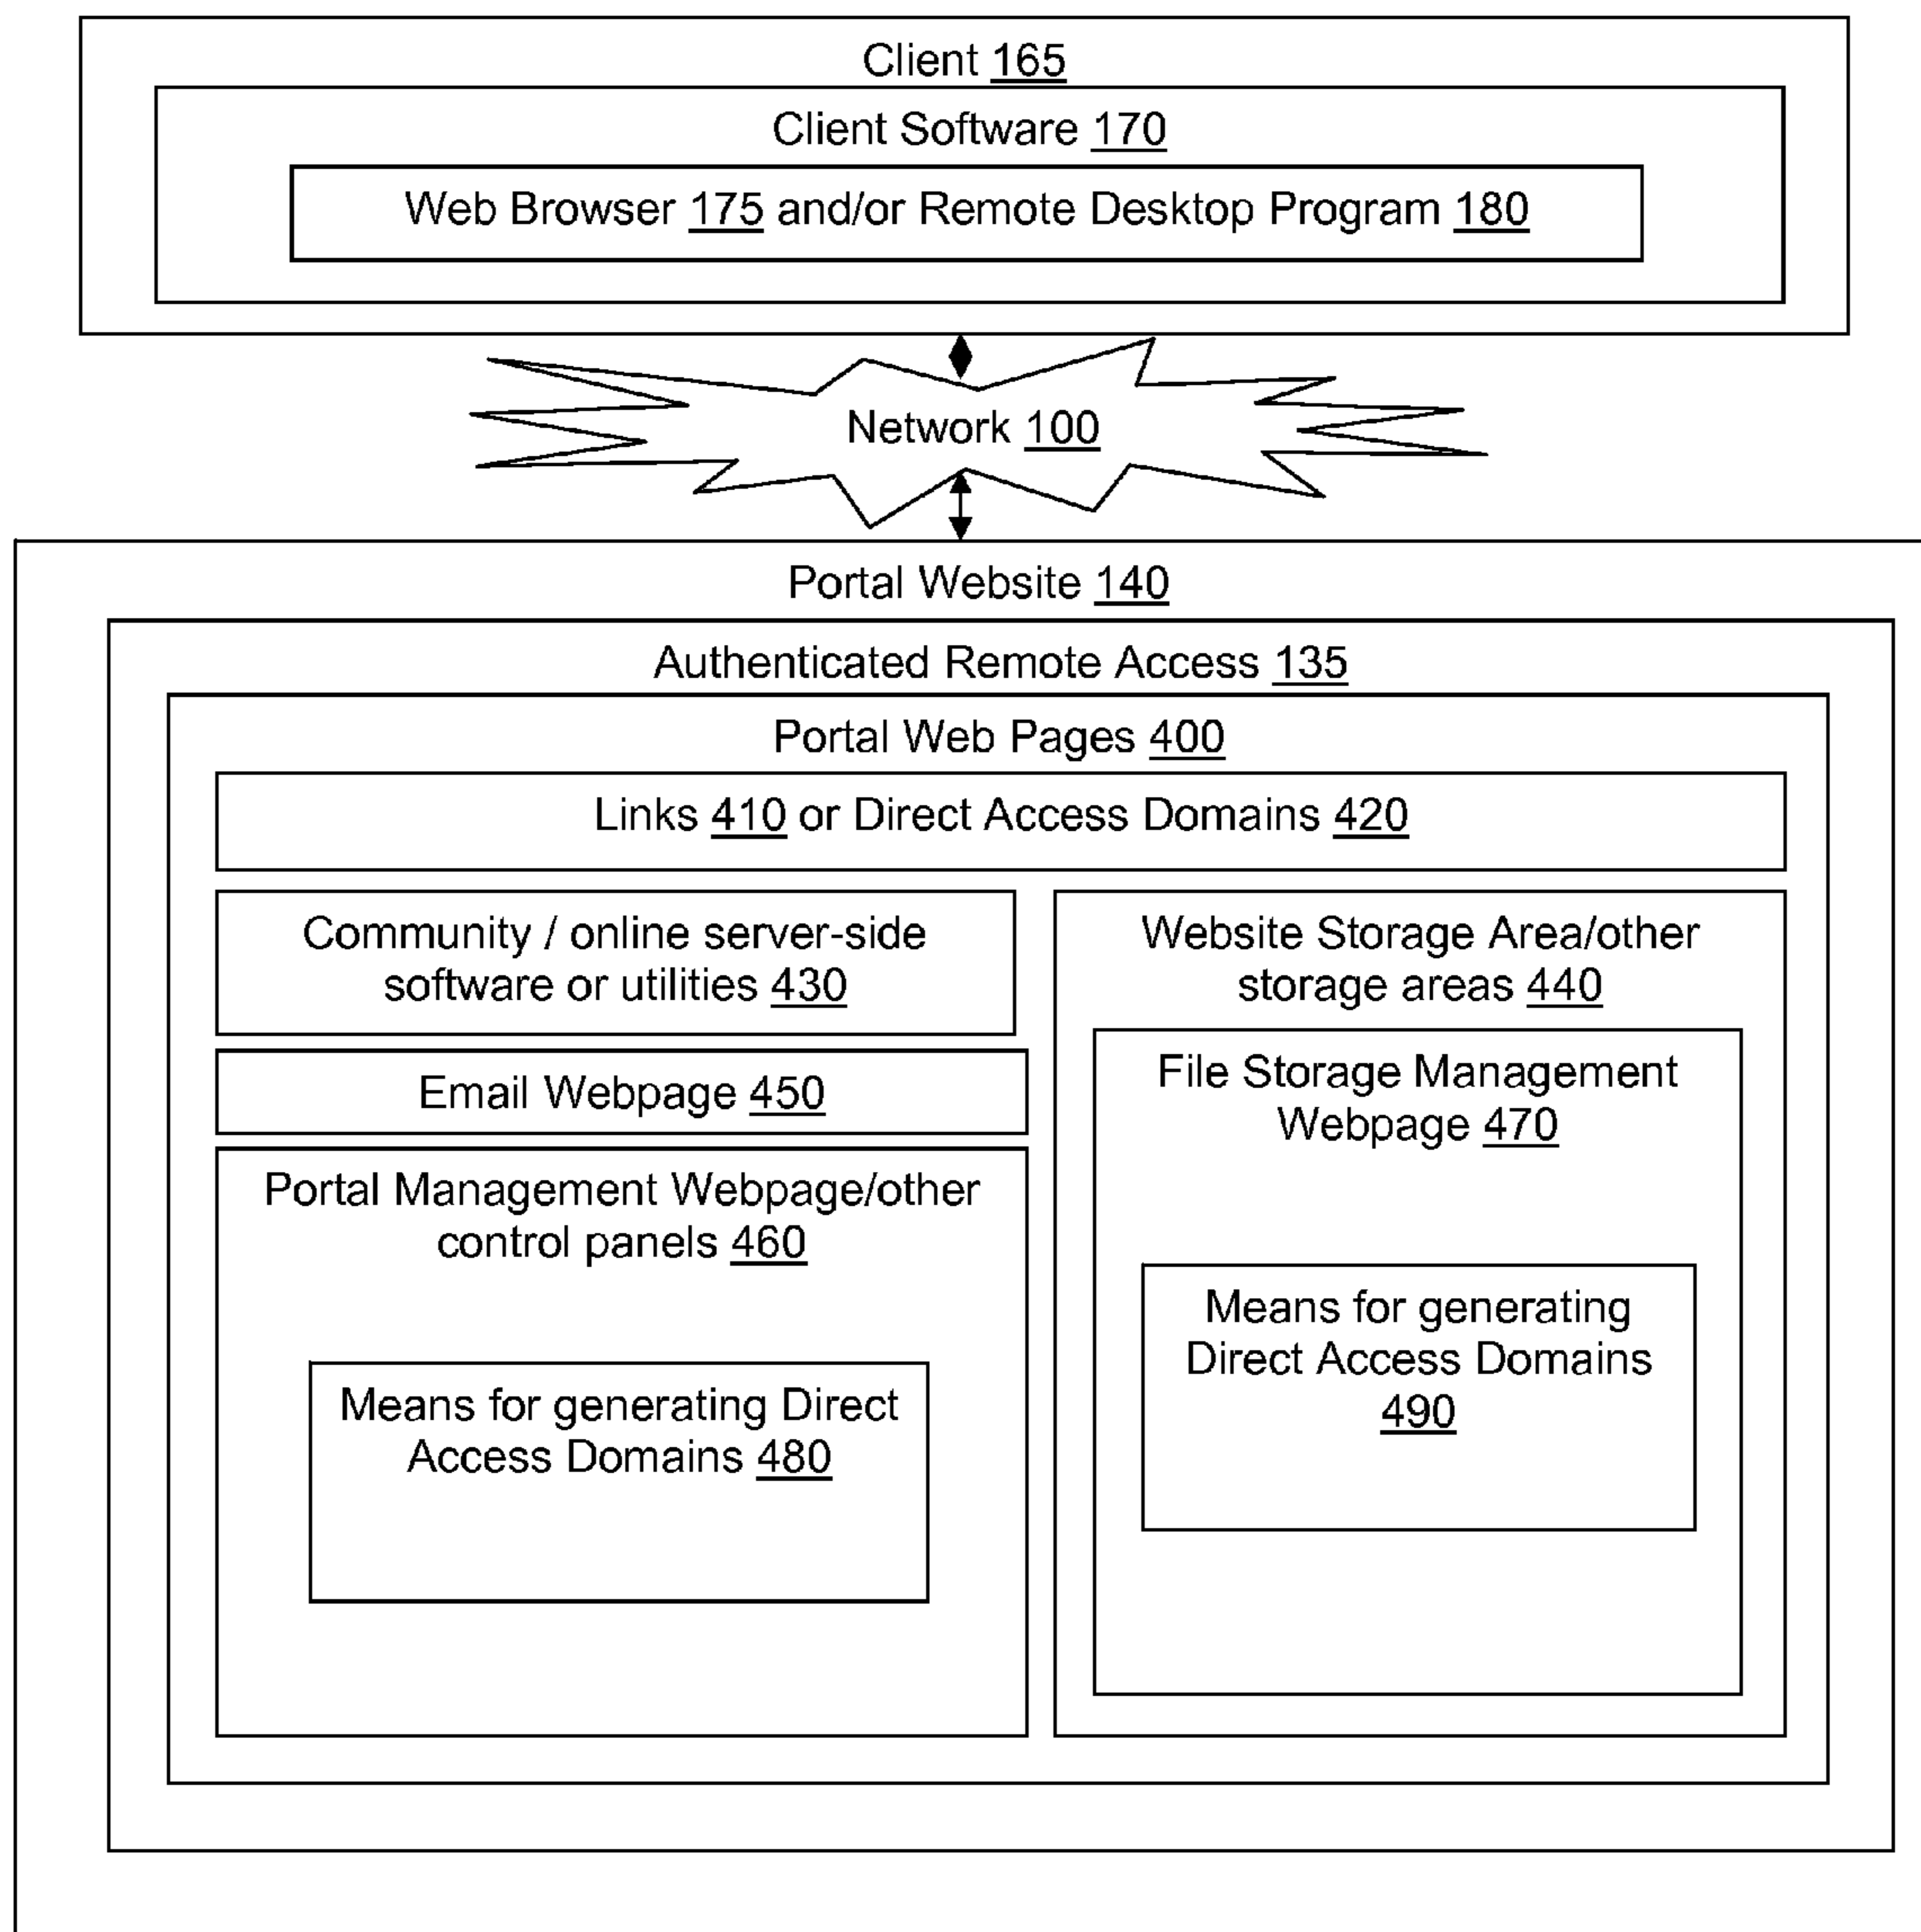 Client 165
Client Software 170
Web Browser 175 and/or Remote Desktop Program 180
Network 100
Portal Website 140
Authenticated Remote Access 135
Portal Web Pages 400
Links 410 or Direct Access Domains 420
Community / online server-side
software or utilities 430
Email Webpage 450
Portal Management Webpage/other
control panels 460
Means for generating Direct
Access Domains 480
Website Storage Area/other
storage areas 440
File Storage Management
Webpage 470
Means for generating
Direct Access Domains
490